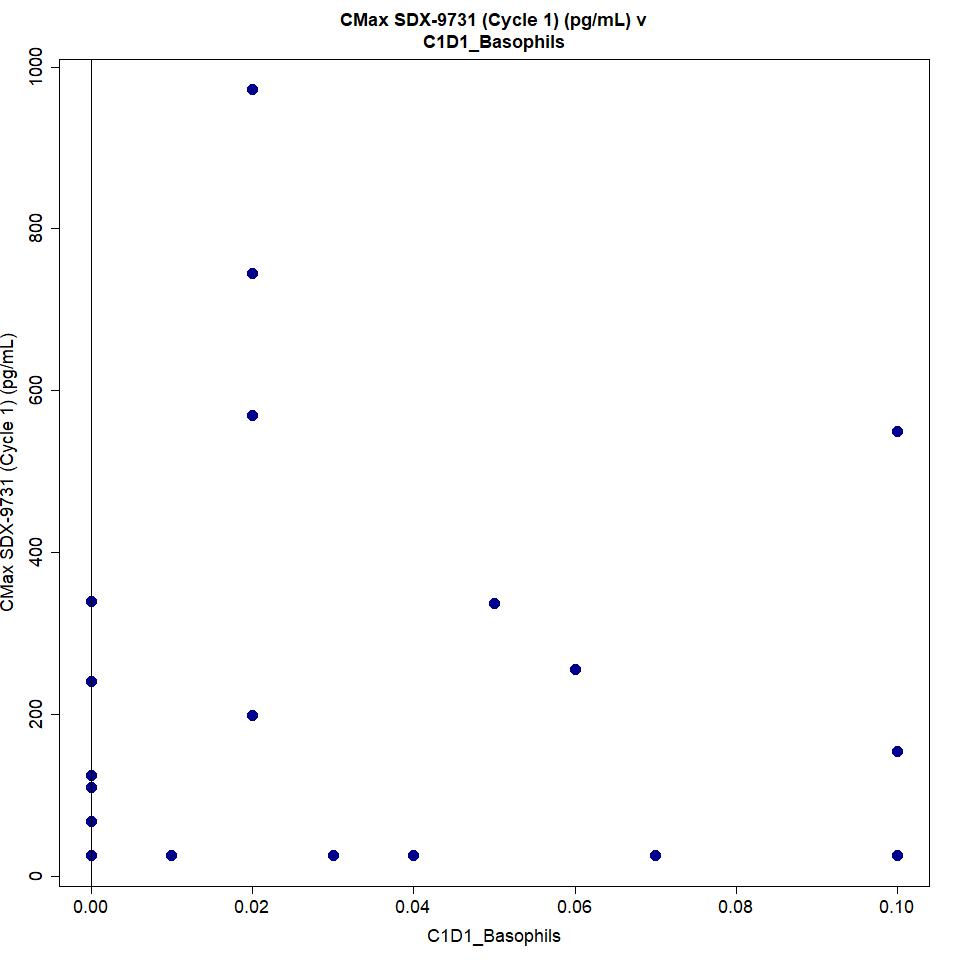 CMax SDX-9731 (Cycle 1) (pg/mL) v
C1D1_Basophils
1000
800
600
400
200
0
CMax SDX-9731 (Cycle 1) (pg/mL)
0.00 0.02 0.04 0.06 0.08 0.10
C1D1_Basophils